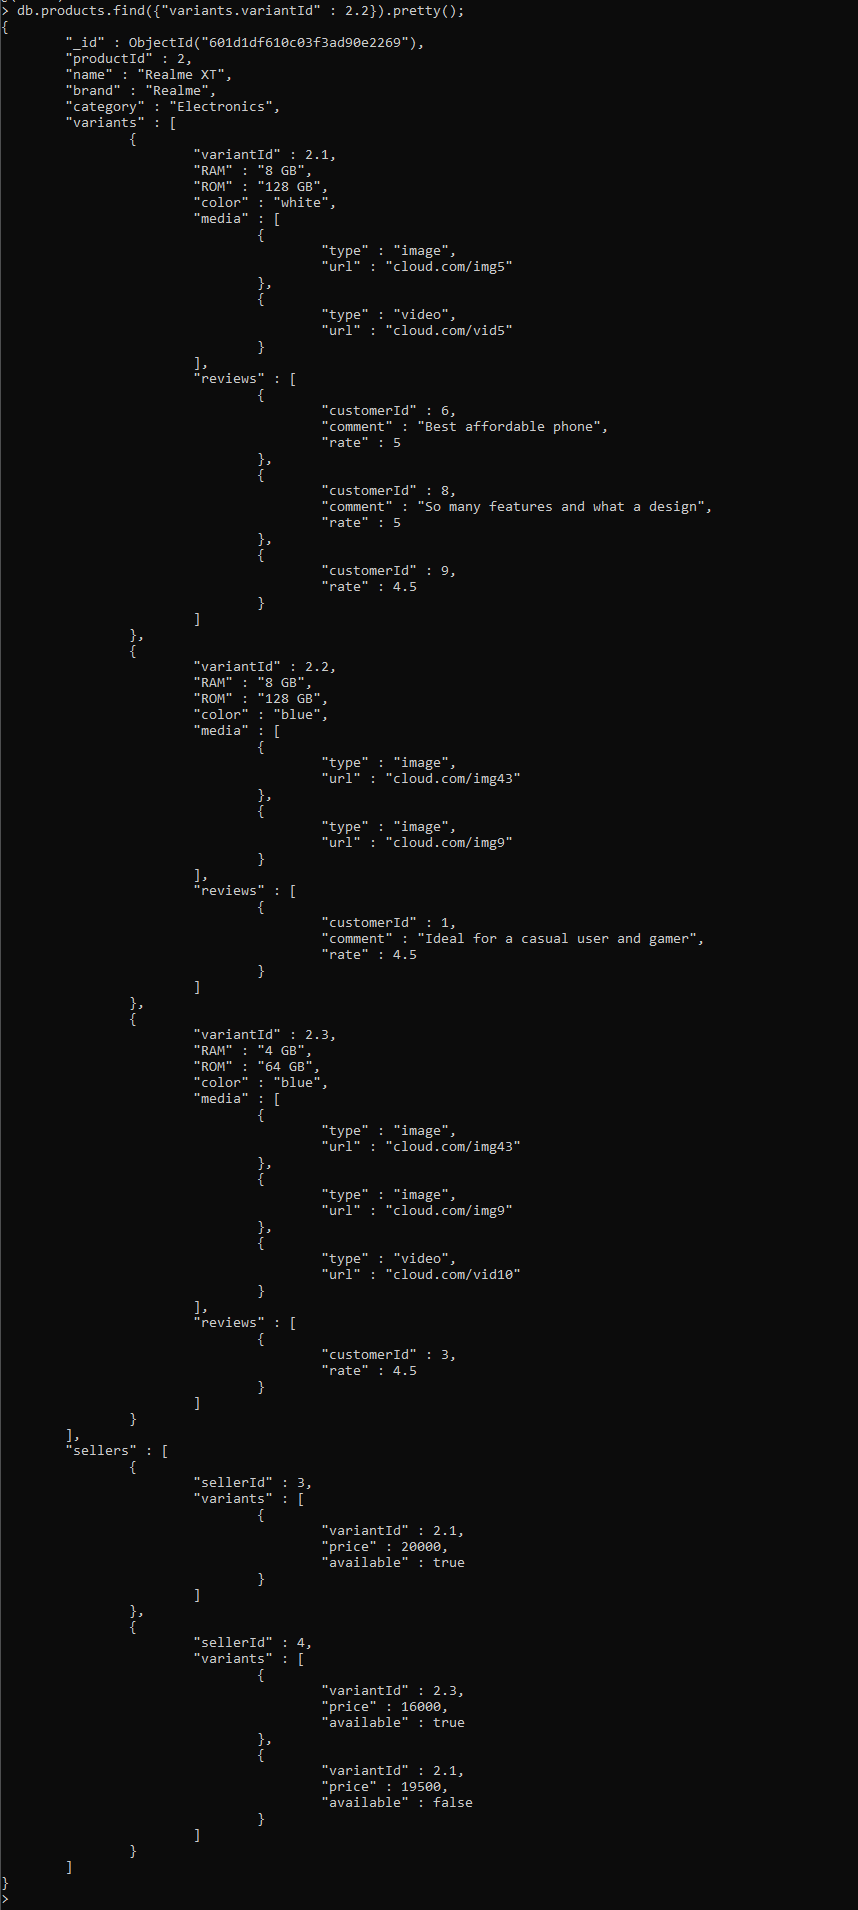 > db.products.find({"variants.variantId" : 2.2}).pretty();
{
"_id" : ObjectId("601d1df610c03f3ad90e2269"),
"productId" : 2,
"name" : "Realme XT",
"brand" : "Realme",
"category" : "Electronics",
"variants" : [
{
"variantId" : 2.1,
"RAM" : "8 GB",
"ROM" : "128 GB",
"color" : "white",
"media" : [
{
"type" : "image",
"url" : "cloud.com/img5"
},
{
"type" : "video",
"url" : "cloud.com/vid5"
}
],
"reviews" : [
{
"customerId" : 6,
"comment" : "Best affordable phone",
"rate" : 5
},
{
"customerId" : 8,
"comment" : "So many features and what a design",
"rate" : 5
},
{
"customerId" : 9,
"rate" : 4.5
}
]
},
{
"variantId" : 2.2,
"RAM" : "8 GB",
"ROM" : "128 GB",
"color" : "blue",
"media" : [
{
"type" : "image",
"url" : "cloud.com/img43"
},
{
"type" : "image",
"url" : "cloud.com/img9"
}
],
"reviews" : [
{
"customerId" : 1,
"comment" : "Ideal for a casual user and gamer",
"rate" : 4.5
}
]
},
{
"variantId" : 2.3,
"RAM" : "4 GB",
"ROM" : "64 GB",
"color" : "blue",
"media" : [
{
"type" : "image",
"url" : "cloud.com/img43"
},
{
"type" : "image",
"url" : "cloud.com/img9"
},
{
"type" : "video",
"url" : "cloud.com/vid10"
}
],
"reviews" : [
{
"customerId" : 3,
"rate" : 4.5
}
]
}
],
"sellers" : [
{
"sellerId" : 3,
"variants" : [
{
"variantId" : 2.1,
"price" : 20000,
"available" : true
}
]
},
{
"sellerId" : 4,
"variants" : [
{
"variantId" : 2.3,
"price" : 16000,
"available" : true
},
{
"variantId" : 2.1,
"price" : 19500,
"available" : false
}
]
}
]
}
>